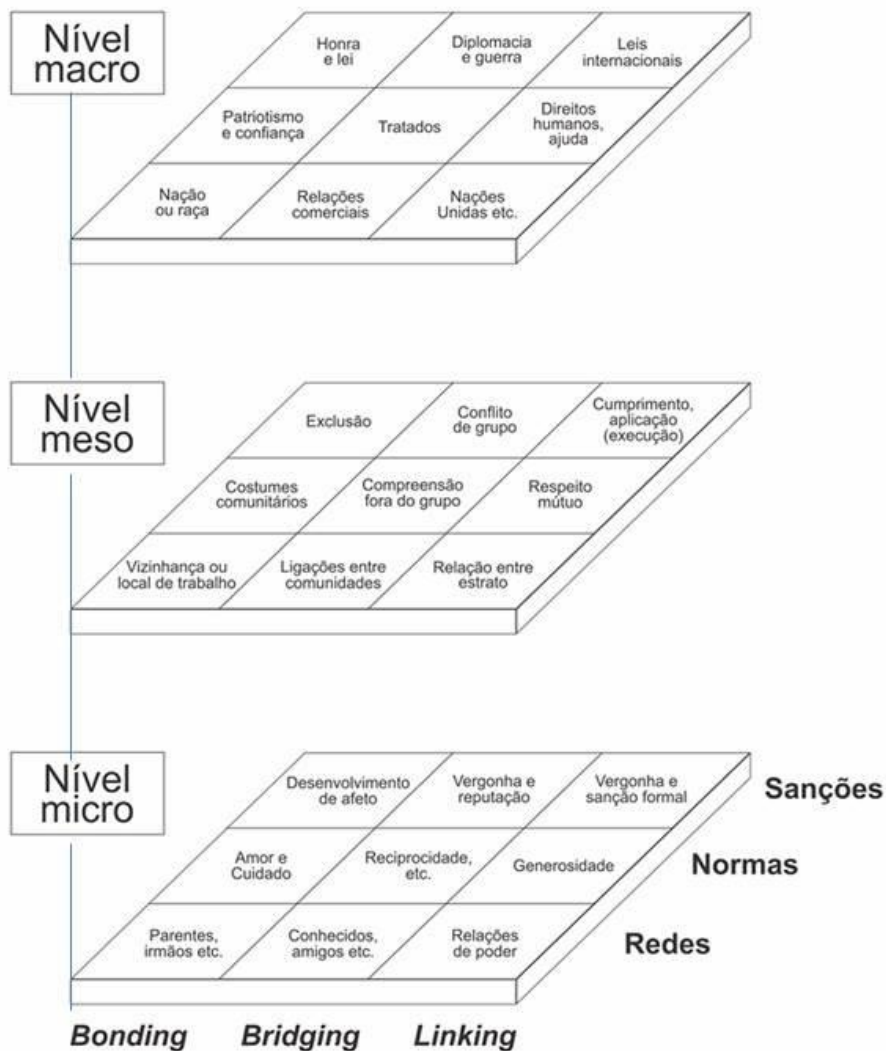 Nível
macro
Honra
e lei
Diplomacia
e guerra
Leis
internacionais
Patriotismo
e confiança
Tratados
Direitos
humanos,
ajuda
Nação
ou raça
Relações
comerciais
Nações
Unidas etc.
Nível
meso
Exclusão
Conflito
de grupo
Cumprimento,
aplicação
(execução)
Costumes
comunitários
Compreensão
fora do grupo
Respeito
mútuo
Vizinhança ou
local de trabalho
Ligações entre
comunidades
Relação entre
estrato
Nível
micro
Desenvolvimento
de afeto
Vergonha e
reputação
Vergonha e
sanção formal
Sanções
Amor e
Cuidado
Reciprocidade,
etc.
Generosidade
Normas
Parentes,
irmãos etc.
Conhecidos,
amigos etc.
Relações
de poder
Redes
Bonding
Bridging
Linking